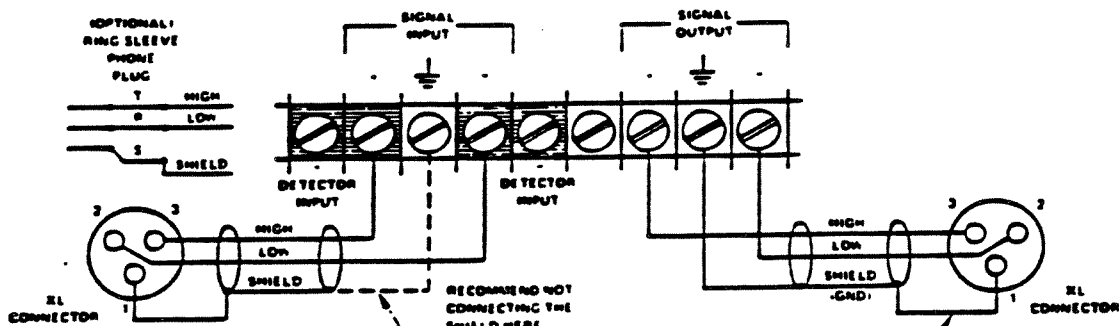 (OPTIONAL)
RING SLEEVE
PHONE
PLUG
T HIGH
R LOW
S SHIELD
SIGNAL
INPUT
SIGNAL
OUTPUT
DETECTOR
INPUT
DETECTOR
INPUT
2 3
1
HIGH
LOW
SHIELD
XL
CONNECTOR
RECOMMEND NOT
CONNECTING THE
SHIELD HERE
HIGH
LOW
SHIELD
(GND)
3 2
1
XL
CONNECTOR